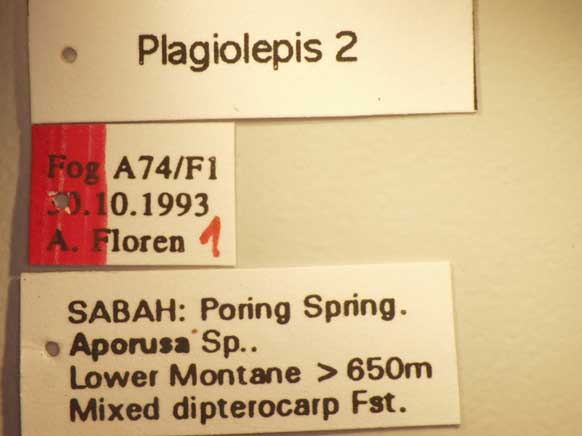 Plagiolepis 2
Fog A74/F1
30.10.1993
A. Floren 1
SABAH: Poring Spring.
Aporusa Sp..
Lower Montane > 650m
Mixed dipterocarp Fst.